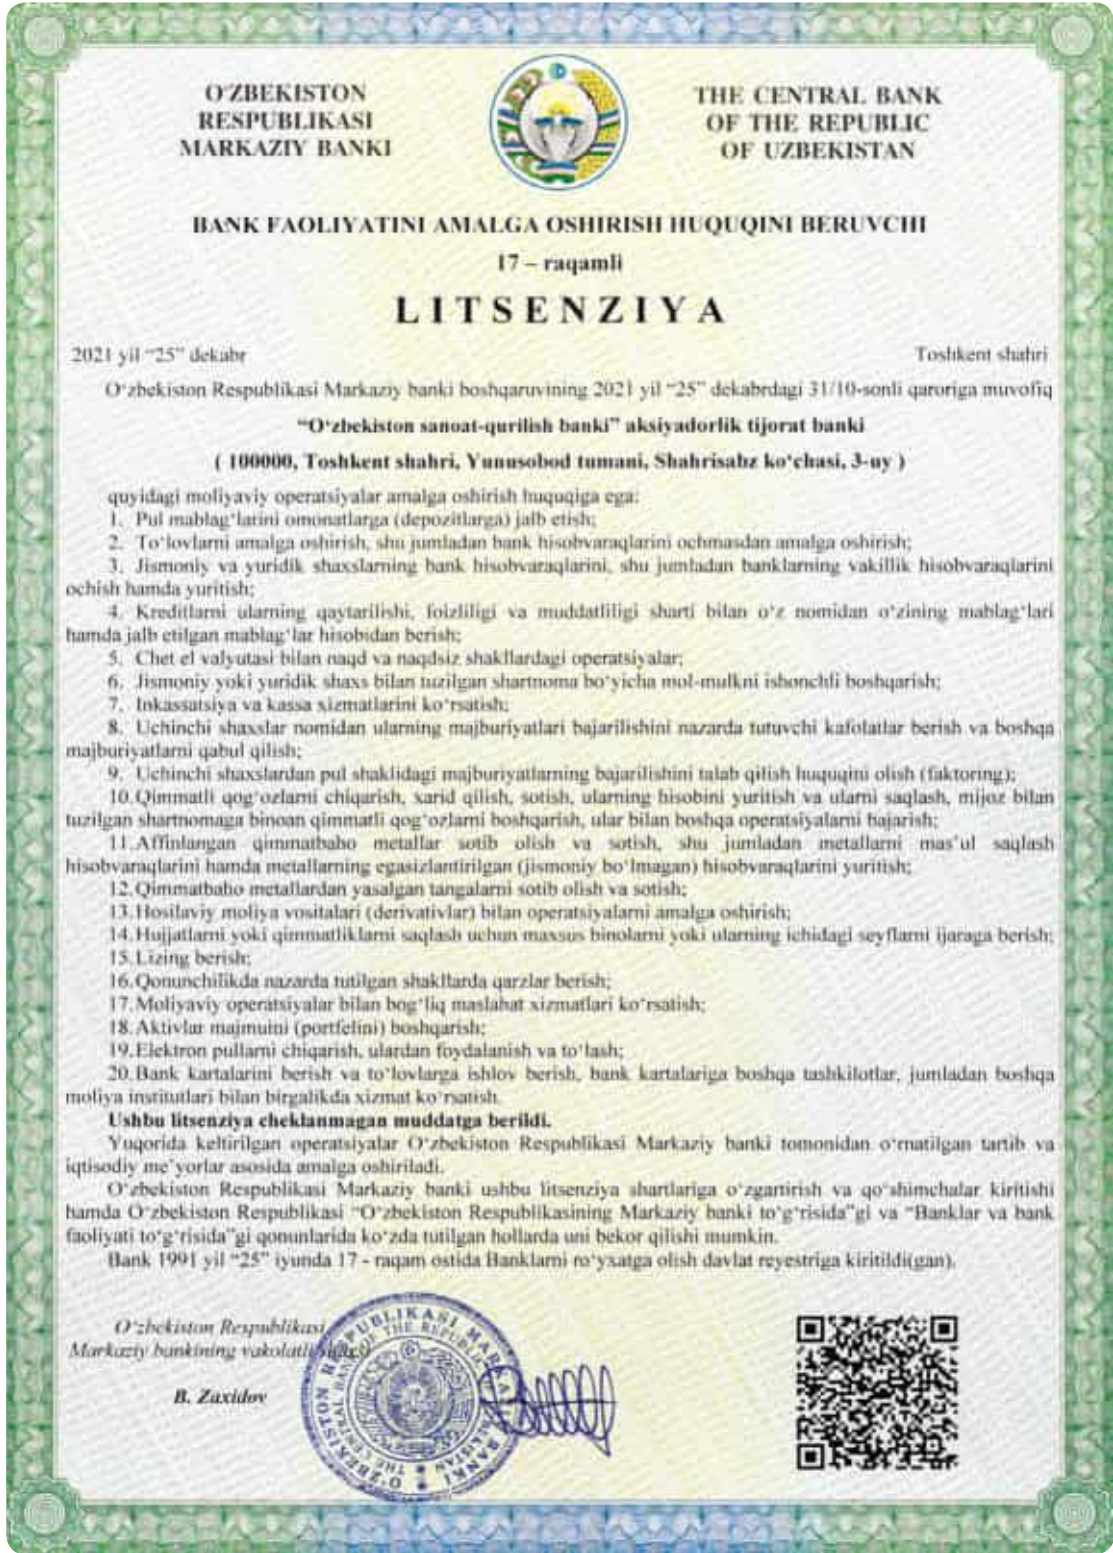 O'ZBEKISTON
RESPUBLIKASI
MARKAZIY BANKI
THE CENTRAL BANK
OF THE REPUBLIC
OF UZBEKISTAN
BANK FAOLIYATINI AMALGA OSHIRISH HUQUQINI BERUVCHI
17 – raqamli
LITSENZIYA
2021 yil “25” dekabr
Toshkent shahri
O‘zbekiston Respublikasi Markaziy banki boshqaruvining 2021 yil “25” dekabrdagi 31/10-sonli qaroriga muvofiq
“O‘zbekiston sanoat-qurilish banki” aksiyadorlik tijorat banki
( 100000, Toshkent shahri, Yunusobod tumani, Shahrisabz ko‘chasi, 3-uy )
quyidagi moliyaviy operatsiyalar amalga oshirish huquqiga ega:
1. Pul mablag‘larini omonatlarga (depozitlarga) jalb etish;
2. To‘lovlarni amalga oshirish, shu jumladan bank hisobvaraqlarini ochmasdan amalga oshirish;
3. Jismoniy va yuridik shaxslarning bank hisobvaraqlarini, shu jumladan banklarning vakillik hisobvaraqlarini
ochish hamda yuritish;
4. Kreditlarni ularning qaytarilishi, foizliligi va muddatliligi sharti bilan o‘z nomidan o‘zining mablag‘lari
hamda jalb etilgan mablag‘lar hisobidan berish;
5. Chet el valyutasi bilan naqd va naqdsiz shakllardagi operatsiyalar;
6. Jismoniy yoki yuridik shaxs bilan tuzilgan shartnoma bo‘yicha mol-mulkni ishonchli boshqarish;
7. Inkassatsiya va kassa xizmatlarini ko‘rsatish;
8. Uchinchi shaxslar nomidan ularning majburiyatlari bajarilishini nazarda tutuvchi kafolatlar berish va boshqa
majburiyatlarni qabul qilish;
9. Uchinchi shaxslardan pul shaklidagi majburiyatlarning bajarilishini talab qilish huquqini olish (faktoring);
10. Qimmatli qog‘ozlarni chiqarish, xarid qilish, sotish, ularning hisobini yuritish va ularni saqlash, mijoz bilan
tuzilgan shartnomaga binoan qimmatli qog‘ozlarni boshqarish, ular bilan boshqa operatsiyalarni bajarish;
11. Affinlangan qimmatbaho metallar sotib olish va sotish, shu jumladan metallarni mas’ul saqlash
hisobvaraqlarini hamda metallarning egasizlantirilgan (jismoniy bo‘lmagan) hisobvaraqlarini yuritish;
12. Qimmatbaho metallardan yasalgan tangalarni sotib olish va sotish;
13. Hosilaviy moliya vositalari (derivativlar) bilan operatsiyalarni amalga oshirish;
14. Hujjatlarni yoki qimmatliklarni saqlash uchun maxsus binolarni yoki ularning ichidagi seyflarni ijaraga berish;
15. Lizing berish;
16. Qonunchilikda nazarda tutilgan shakllarda qarzlar berish;
17. Moliyaviy operatsiyalar bilan bog‘liq maslahat xizmatlari ko‘rsatish;
18. Aktivlar majmuini (portfelini) boshqarish;
19. Elektron pullarni chiqarish, ulardan foydalanish va to‘lash;
20. Bank kartalarini berish va to‘lovlarga ishlov berish, bank kartalariga boshqa tashkilotlar, jumladan boshqa
moliya institutlari bilan birgalikda xizmat ko‘rsatish.
Ushbu litsenziya cheklanmagan muddatga berildi.
Yuqorida keltirilgan operatsiyalar O‘zbekiston Respublikasi Markaziy banki tomonidan o‘rnatilgan tartib va
iqtisodiy me’yorlar asosida amalga oshiriladi.
O‘zbekiston Respublikasi Markaziy banki ushbu litsenziya shartlariga o‘zgartirish va qo‘shimchalar kiritishi
hamda O‘zbekiston Respublikasi “O‘zbekiston Respublikasining Markaziy banki to‘g‘risida”gi va “Banklar va bank
faoliyati to‘g‘risida”gi qonunlarida ko‘zda tutilgan hollarda uni bekor qilishi mumkin.
Bank 1991 yil “25” iyunda 17 - raqam ostida Banklarni ro‘yxatga olish davlat reyestriga kiritildi(gan).
O‘zbekiston Respublikasi
Markaziy bankining vakolatli
B. Zaxidov
O'ZBEKISTON RESPUBLIKASI MARKAZIY BANKI
THE CENTRAL BANK OF THE REPUBLIC